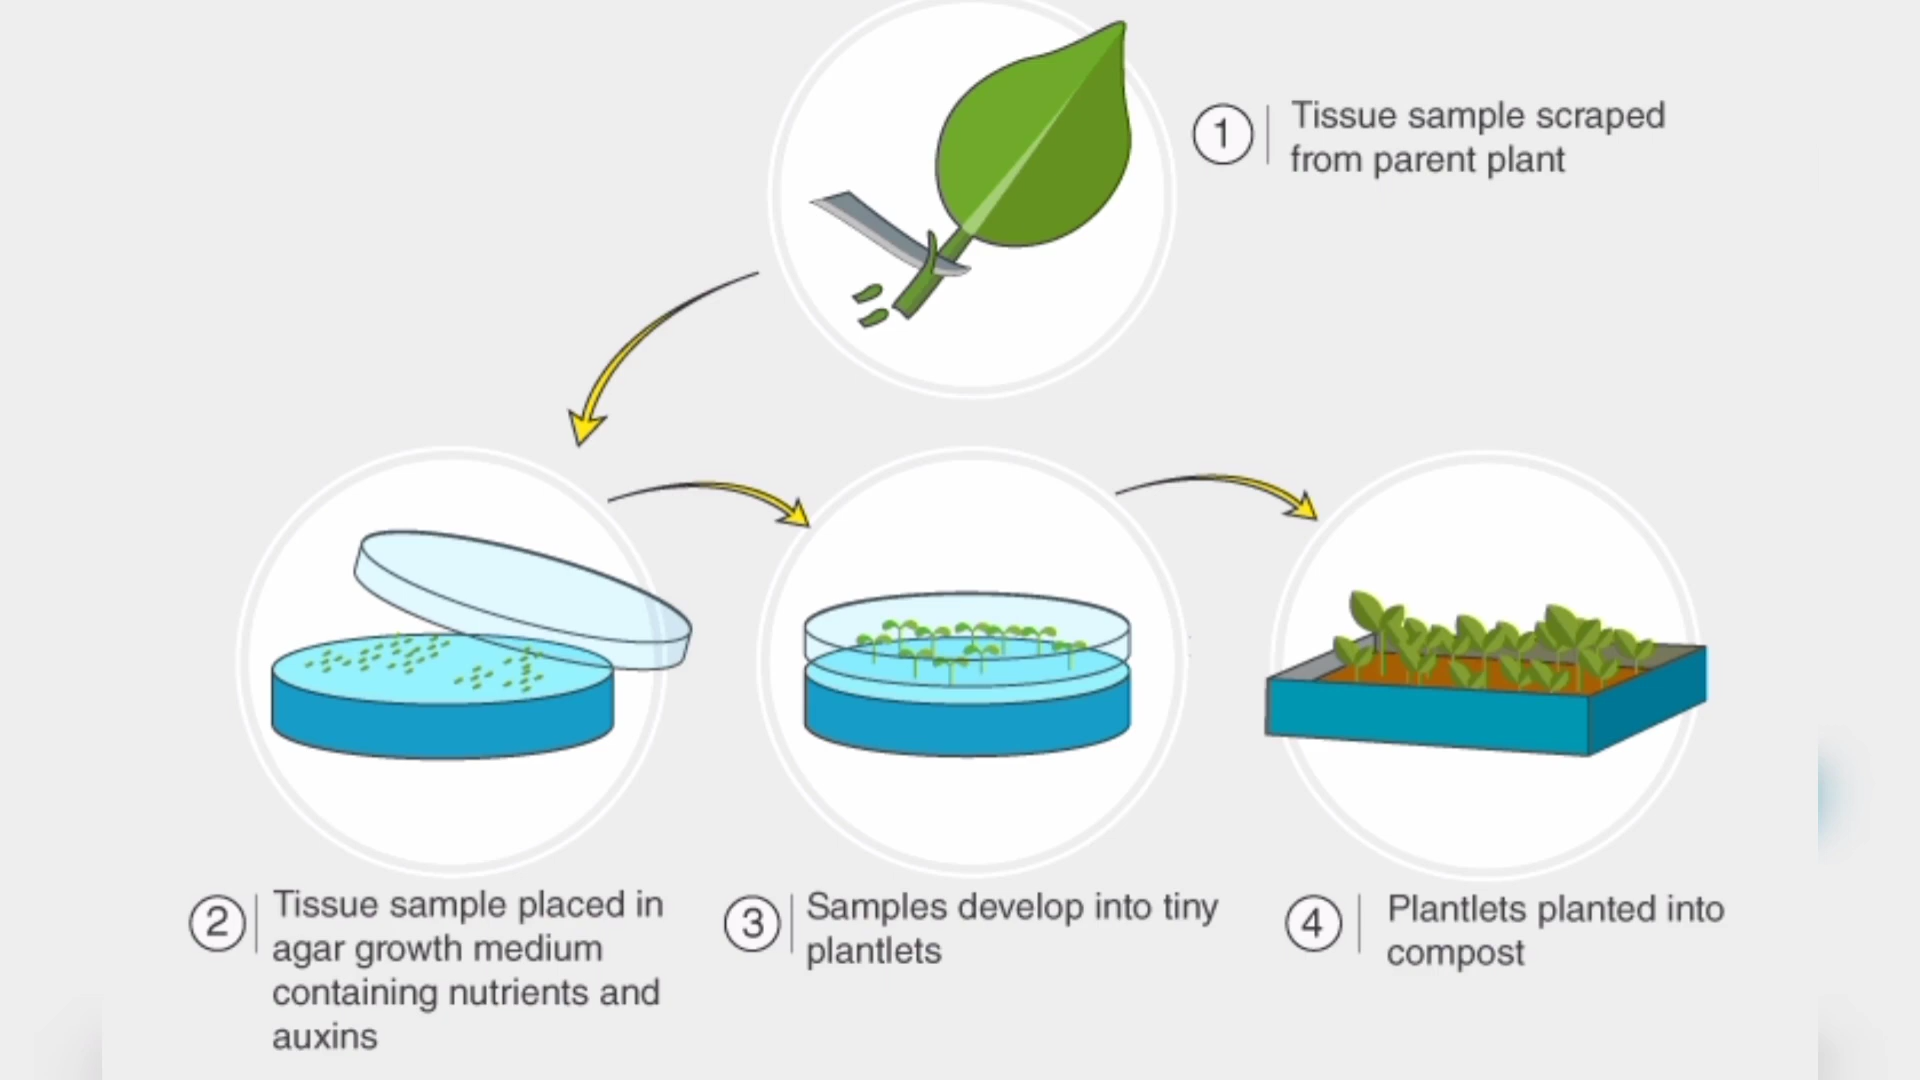 1
Tissue sample scraped
from parent plant
2
Tissue sample placed in
agar growth medium
containing nutrients and
auxins
3
Samples develop into tiny
plantlets
4
Plantlets planted into
compost